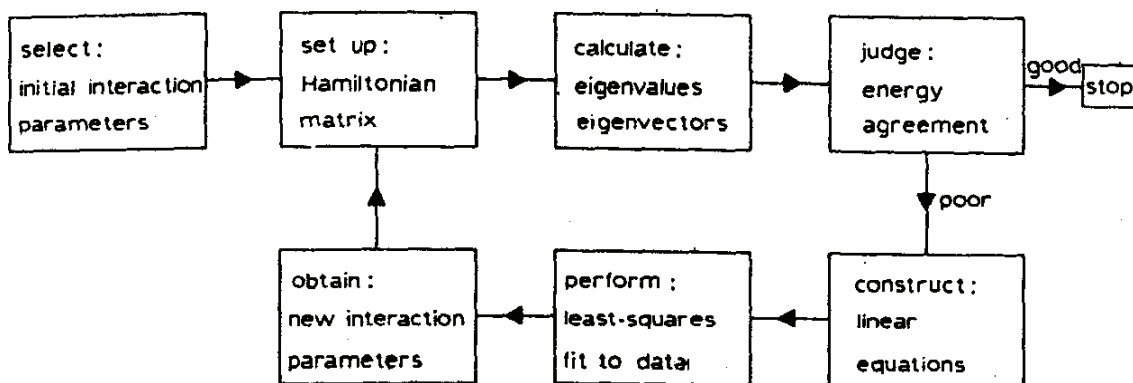 select:
initial interaction
parameters
set up:
Hamiltonian
matrix
calculate:
eigenvalues
eigenvectors
judge:
energy
agreement
good
stop
poor
construct:
linear
equations
perform:
least-squares
fit to data
obtain:
new interaction
parameters